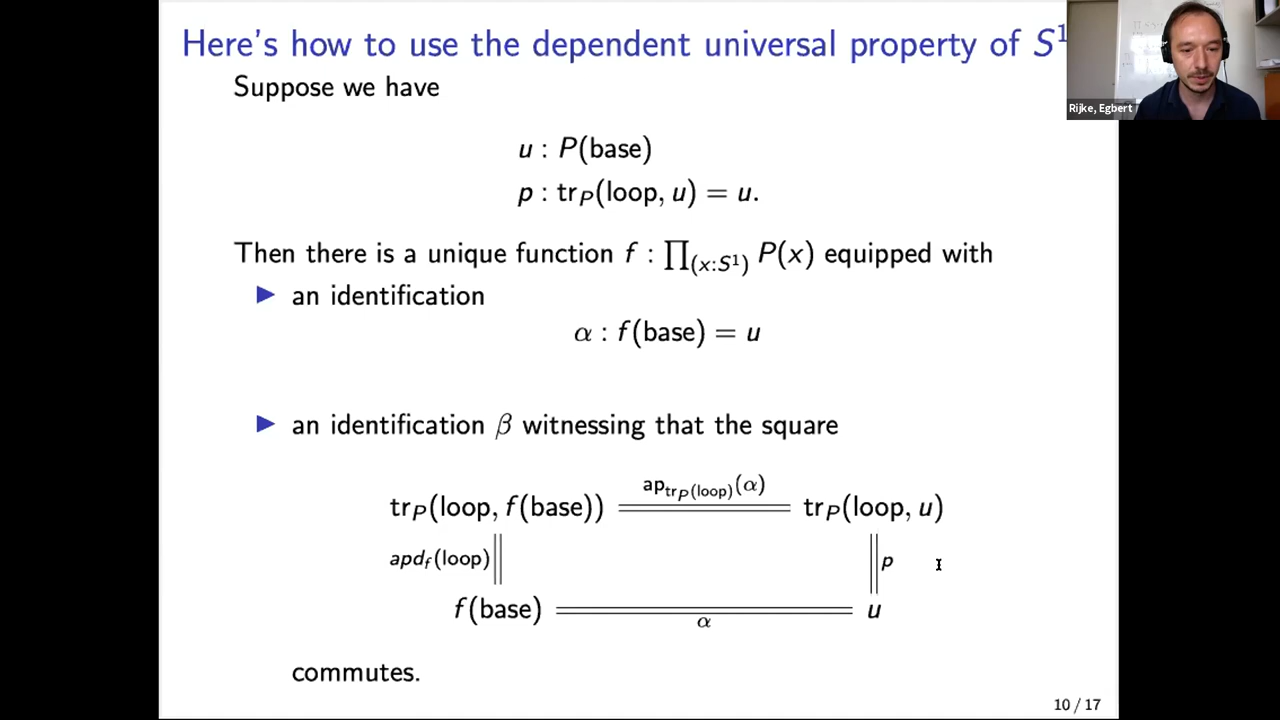 Here's how to use the dependent universal property of S¹
Rijke, Egbert
Suppose we have
u : P(base)
p : tr_P(loop, u) = u.
Then there is a unique function f : ∏_(x:S¹) P(x) equipped with
▶ an identification
α : f(base) = u
▶ an identification β witnessing that the square
ap_tr_P(loop)(α)
tr_P(loop, f(base)) tr_P(loop, u)
apd_f(loop) p
f(base) u
α
commutes.
10 / 17